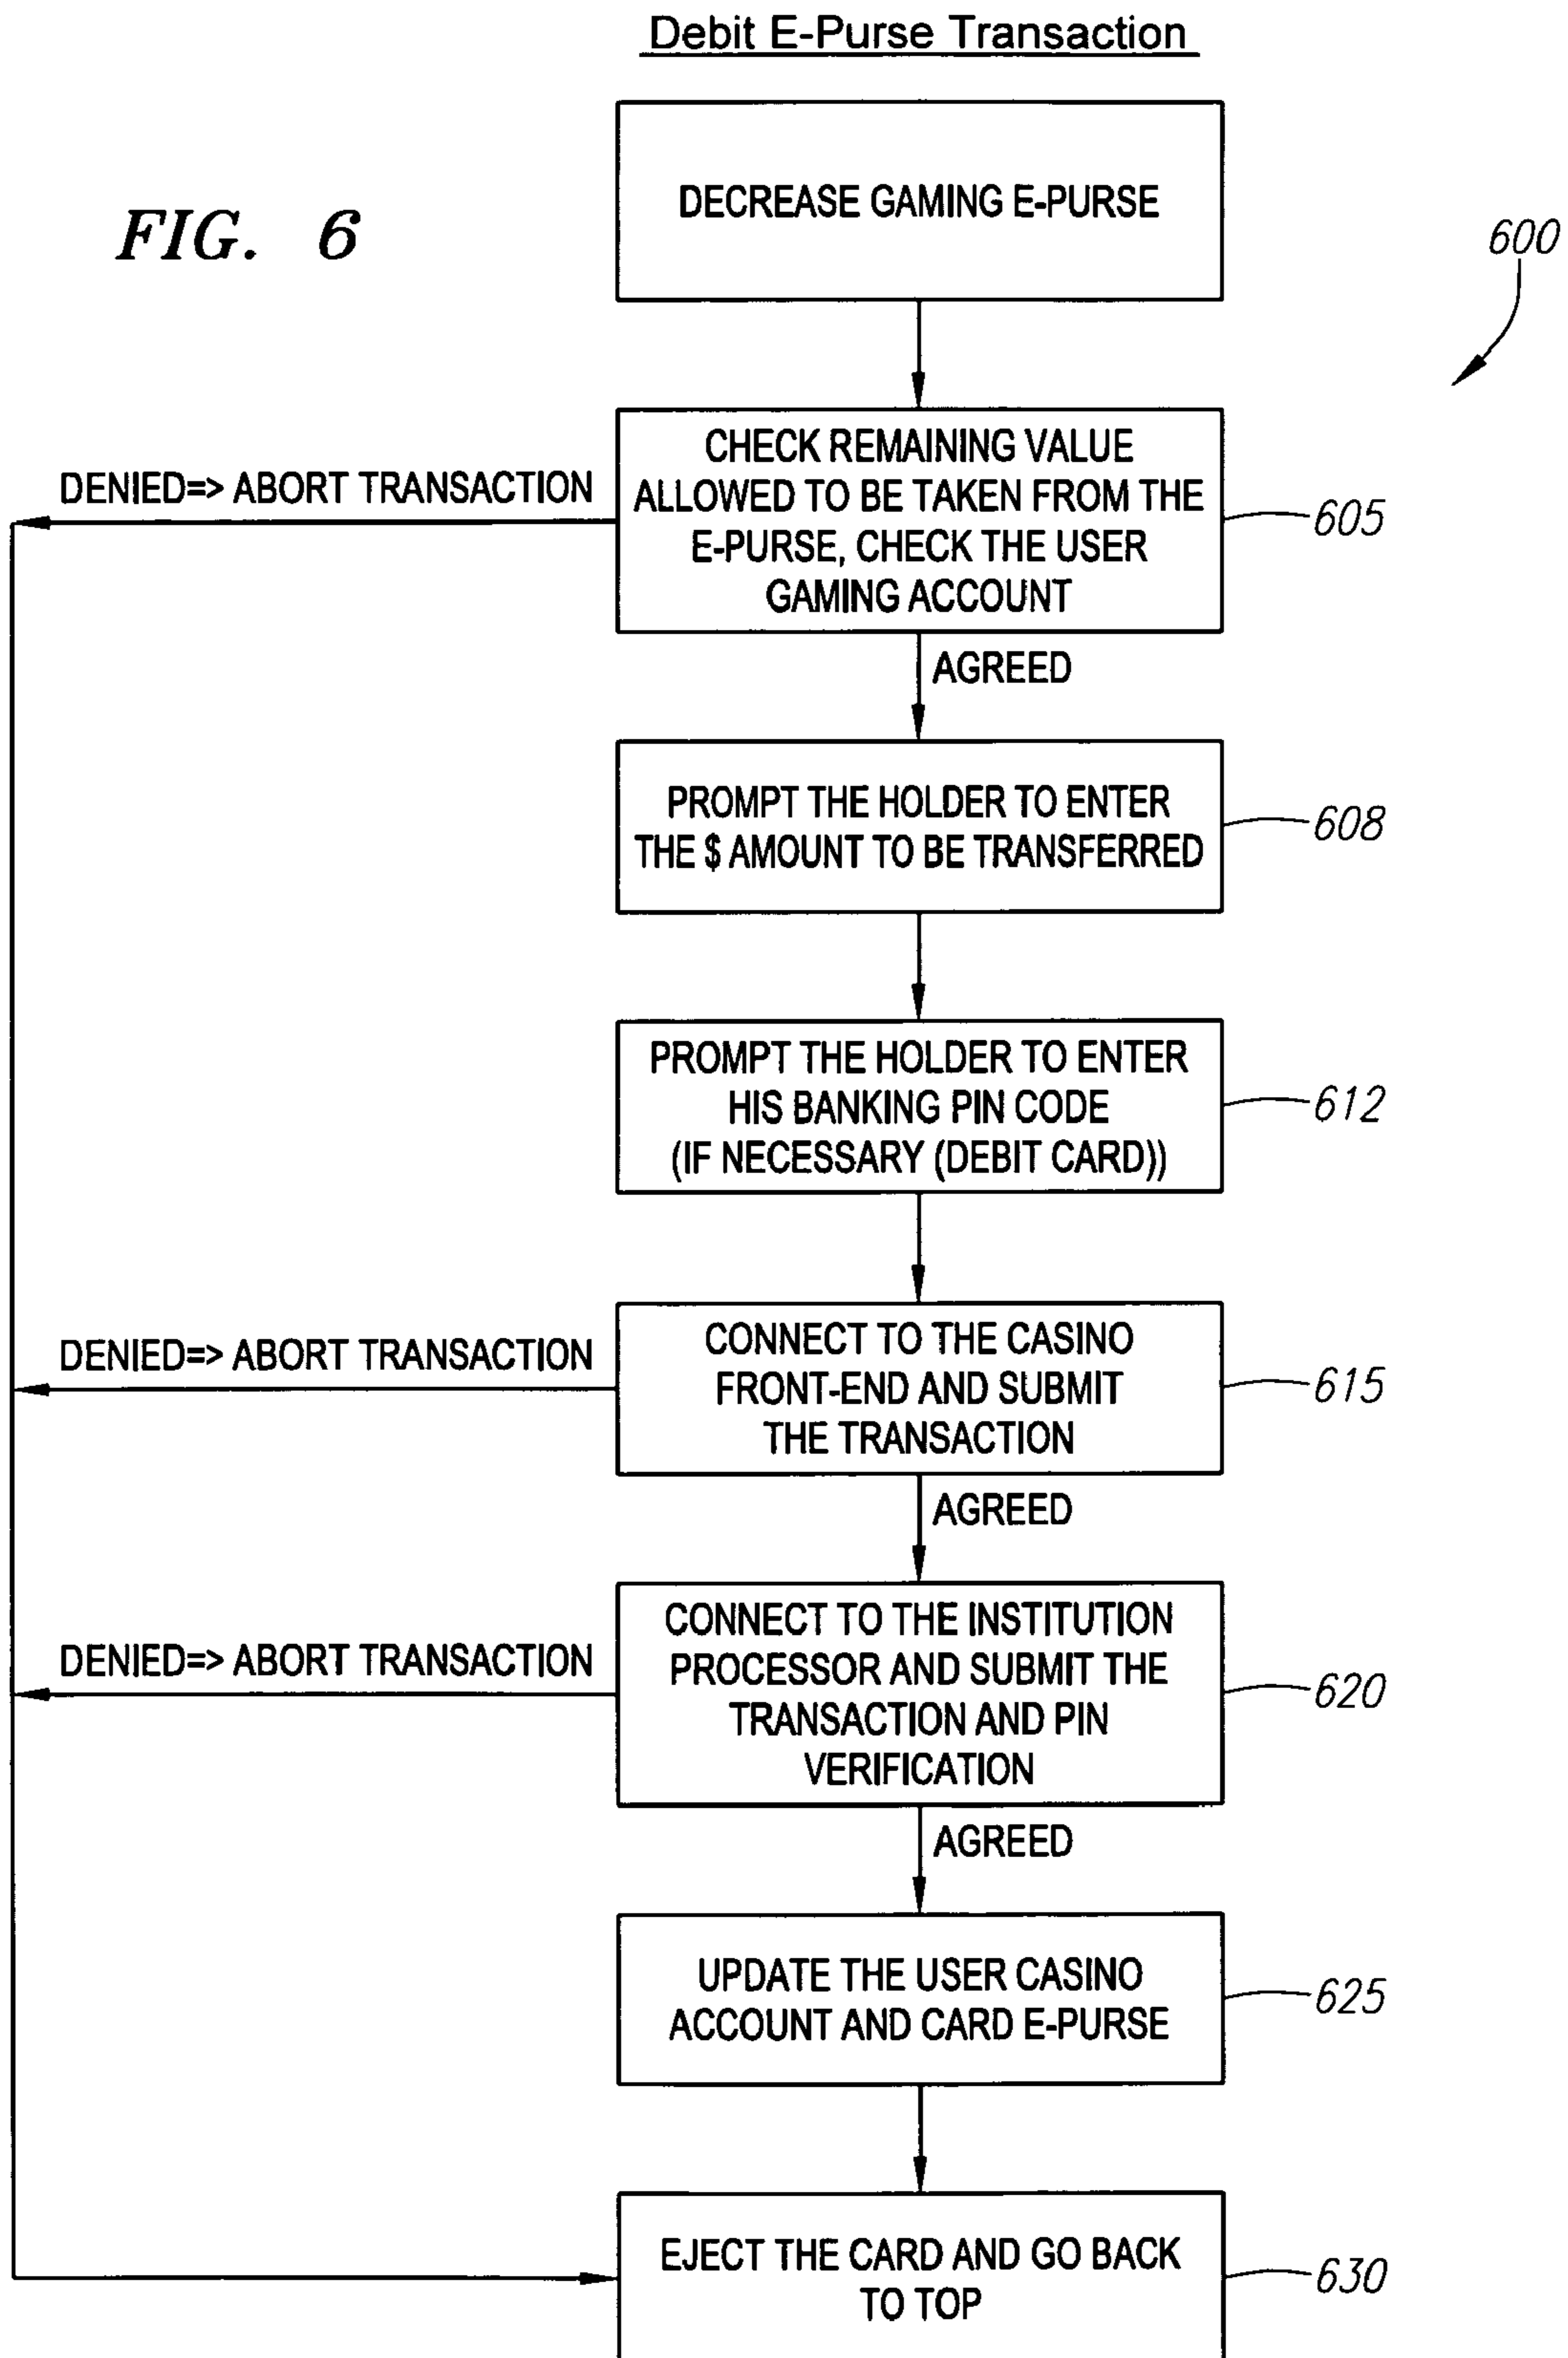 Debit E-Purse Transaction
FIG. 6
DECREASE GAMING E-PURSE
600
DENIED=> ABORT TRANSACTION
CHECK REMAINING VALUE
ALLOWED TO BE TAKEN FROM THE
E-PURSE, CHECK THE USER
GAMING ACCOUNT
605
AGREED
PROMPT THE HOLDER TO ENTER
THE $ AMOUNT TO BE TRANSFERRED
608
PROMPT THE HOLDER TO ENTER
HIS BANKING PIN CODE
(IF NECESSARY (DEBIT CARD))
612
DENIED=> ABORT TRANSACTION
CONNECT TO THE CASINO
FRONT-END AND SUBMIT
THE TRANSACTION
615
AGREED
DENIED=> ABORT TRANSACTION
CONNECT TO THE INSTITUTION
PROCESSOR AND SUBMIT THE
TRANSACTION AND PIN
VERIFICATION
620
AGREED
UPDATE THE USER CASINO
ACCOUNT AND CARD E-PURSE
625
EJECT THE CARD AND GO BACK
TO TOP
630